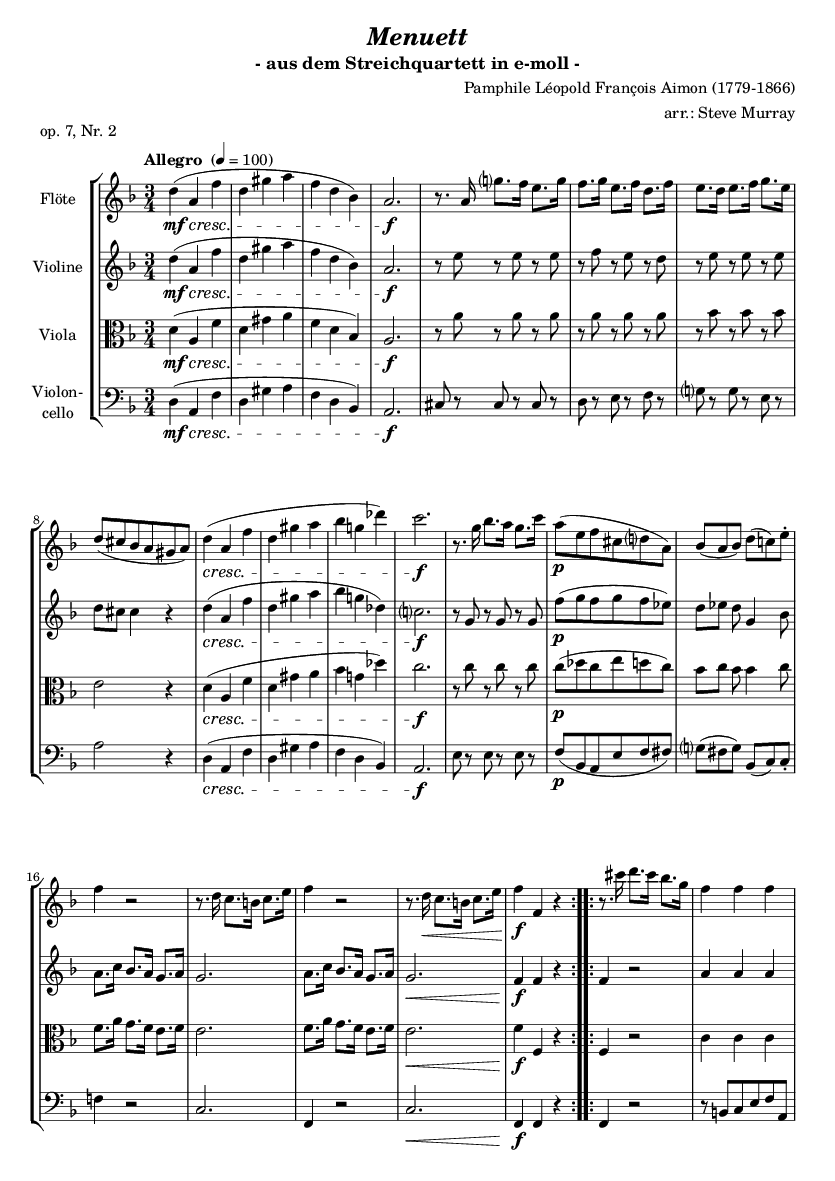 Menuett
- aus dem Streichquartett in e-moll -
Pamphile Léopold François Aimon (1779-1866)
arr.: Steve Murray
op. 7, Nr. 2
Allegro (♩ = 100)
Flöte
mf cresc. f
Violine
mf cresc. f
Viola
mf cresc. f
Violon-
cello
mf cresc. f
8
cresc. f p
cresc. f p
cresc. f p
cresc. f p
16
f
f
f
f